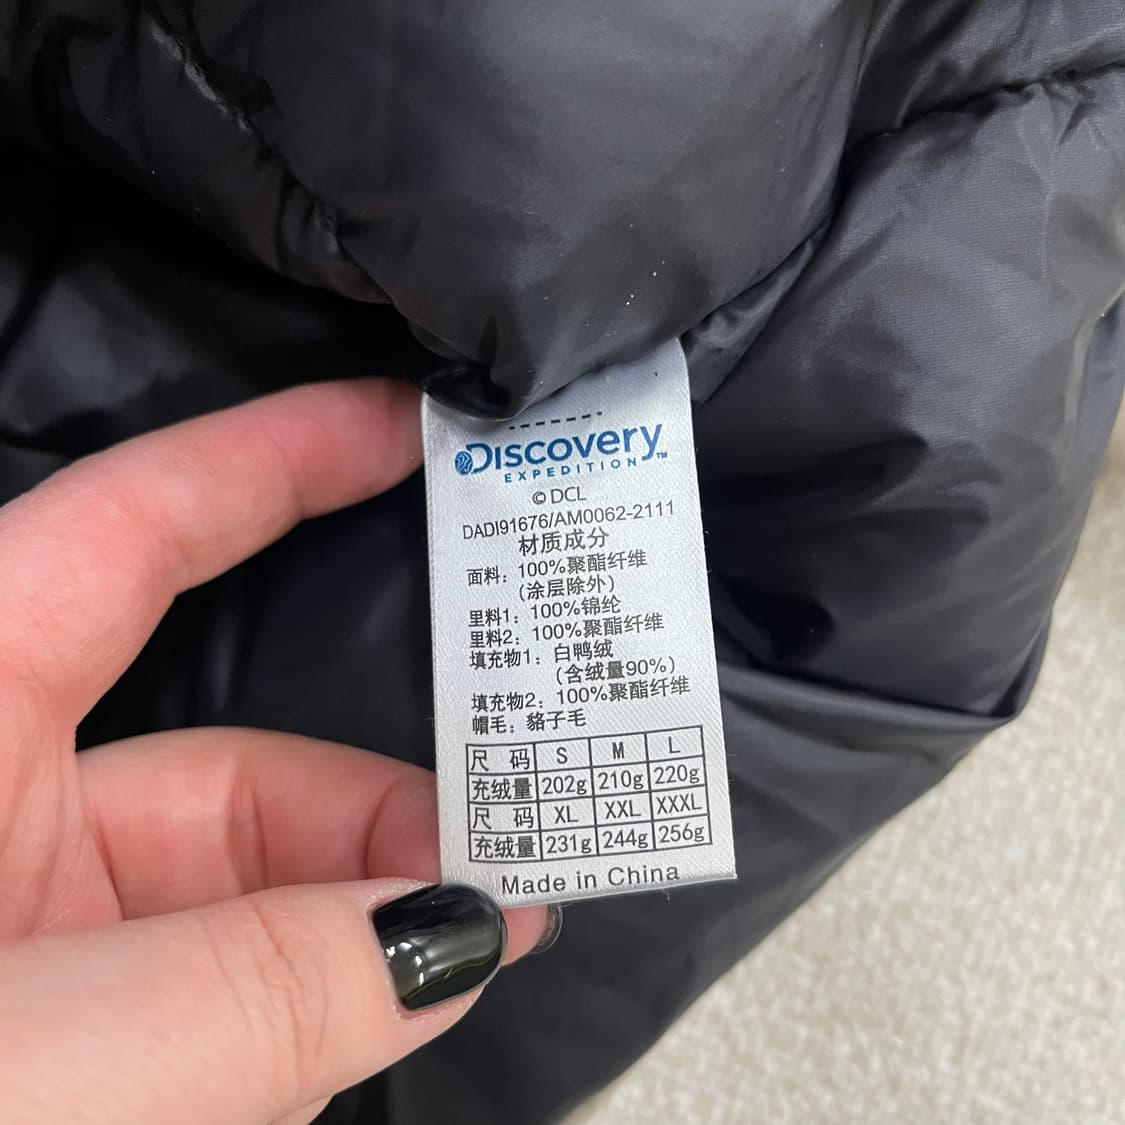 Discovery™
EXPEDITION
©DCL
DADI91676/AM0062-2111
材质成分
面料：100%聚酯纤维
(涂层除外)
里料1：100%锦纶
里料2：100%聚酯纤维
填充物1：白鸭绒
(含绒量90%)
填充物2：100%聚酯纤维
帽毛：貉子毛
尺 码 S M L
充绒量 202g 210g 220g
尺 码 XL XXL XXXL
充绒量 231g 244g 256g
Made in China